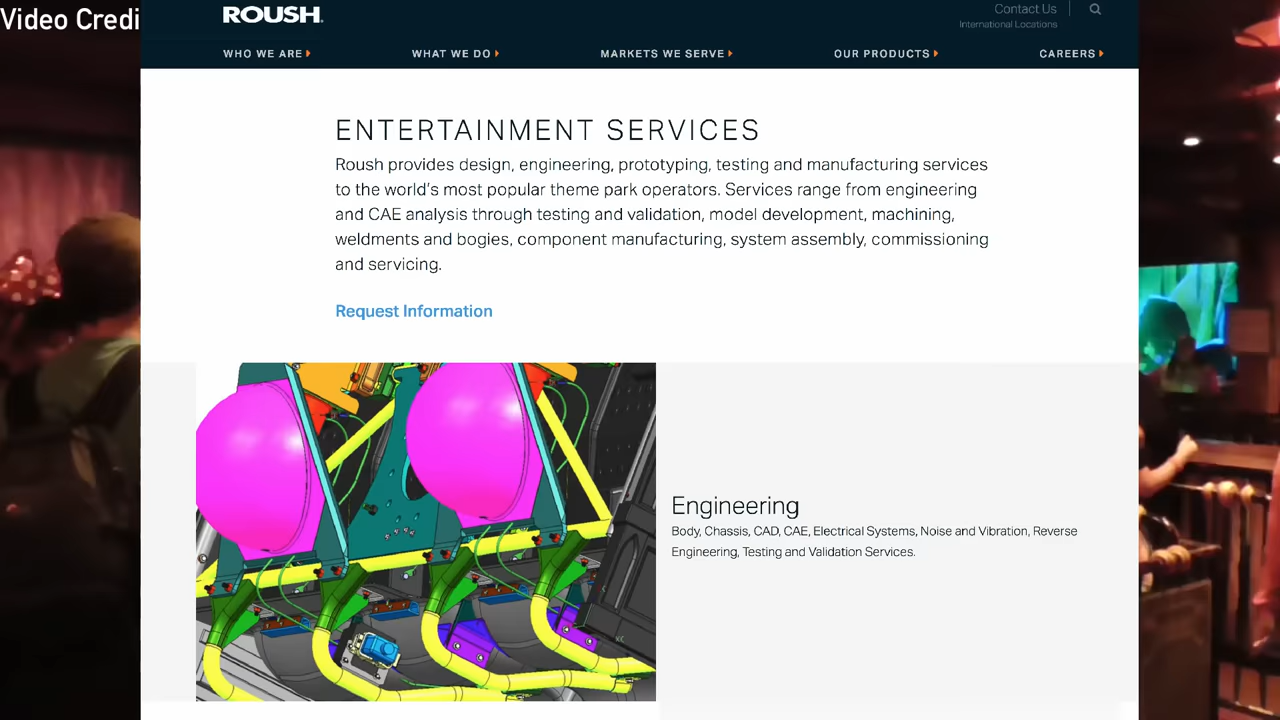 Video Credi
ROUSH
Contact Us
International Locations
WHO WE ARE
WHAT WE DO
MARKETS WE SERVE
OUR PRODUCTS
CAREERS
ENTERTAINMENT SERVICES
Roush provides design, engineering, prototyping, testing and manufacturing services
to the world's most popular theme park operators. Services range from engineering
and CAE analysis through testing and validation, model development, machining,
weldments and bogies, component manufacturing, system assembly, commissioning
and servicing.
Request Information
Engineering
Body, Chassis, CAD, CAE, Electrical Systems, Noise and Vibration, Reverse
Engineering, Testing and Validation Services.